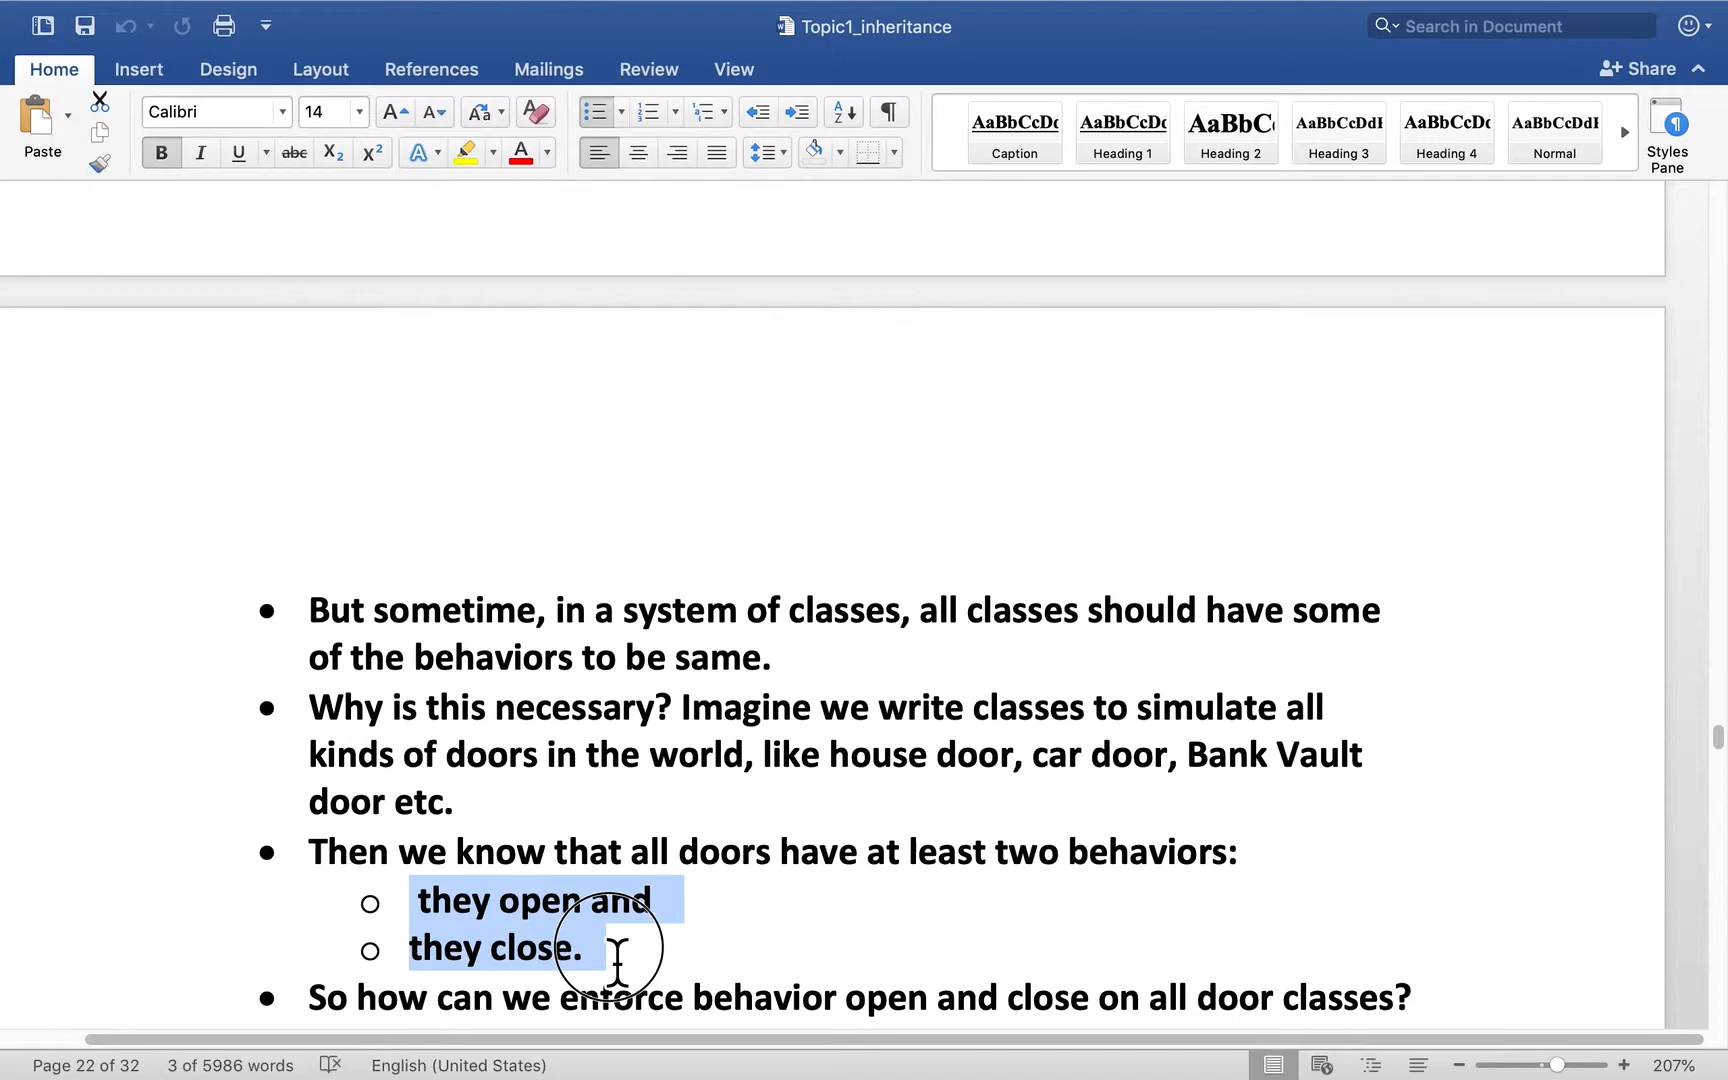 Topic1_inheritance
Search in Document
Home Insert Design Layout References Mailings Review View
Share
Paste
Calibri 14
AaBbCcDc AaBbCcDc AaBbC AaBbCcDdE AaBbCcDc AaBbCcDdE
Caption Heading 1 Heading 2 Heading 3 Heading 4 Normal
Styles
Pane
• But sometime, in a system of classes, all classes should have some
of the behaviors to be same.
• Why is this necessary? Imagine we write classes to simulate all
kinds of doors in the world, like house door, car door, Bank Vault
door etc.
• Then we know that all doors have at least two behaviors:
o they open and
o they close.
• So how can we enforce behavior open and close on all door classes?
Page 22 of 32 3 of 5986 words English (United States) 207%